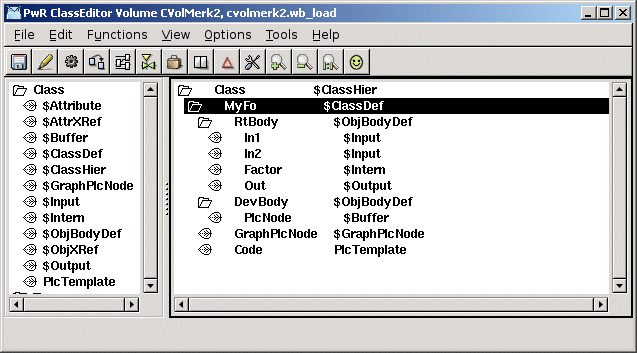 PwR ClassEditor Volume CVolMerk2, cvolmerk2.wb_load
File Edit Functions View Options Tools Help
Class
$Attribute
$AttrXRef
$Buffer
$ClassDef
$ClassHier
$GraphPlcNode
$Input
$Intern
$ObjBodyDef
$ObjXRef
$Output
PlcTemplate
Class $ClassHier
MyFo $ClassDef
RtBody $ObjBodyDef
In1 $Input
In2 $Input
Factor $Intern
Out $Output
DevBody $ObjBodyDef
PlcNode $Buffer
GraphPlcNode $GraphPlcNode
Code PlcTemplate